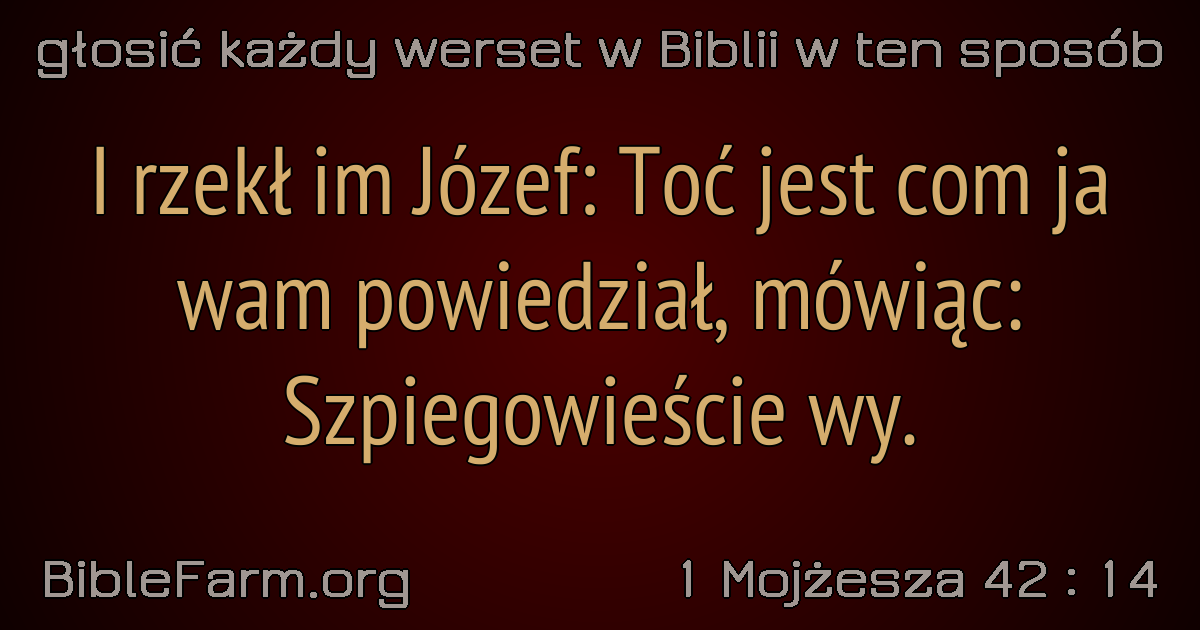 głosić każdy werset w Biblii w ten sposób
I rzekł im Józef: Toć jest com ja
wam powiedział, mówiąc:
Szpiegowieście wy.
BibleFarm.org
1 Mojżesza 42 : 14